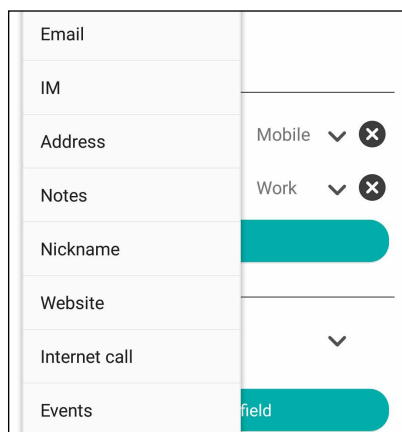 Email
IM
Address
Mobile
Notes
Work
Nickname
Website
Internet call
Events
field